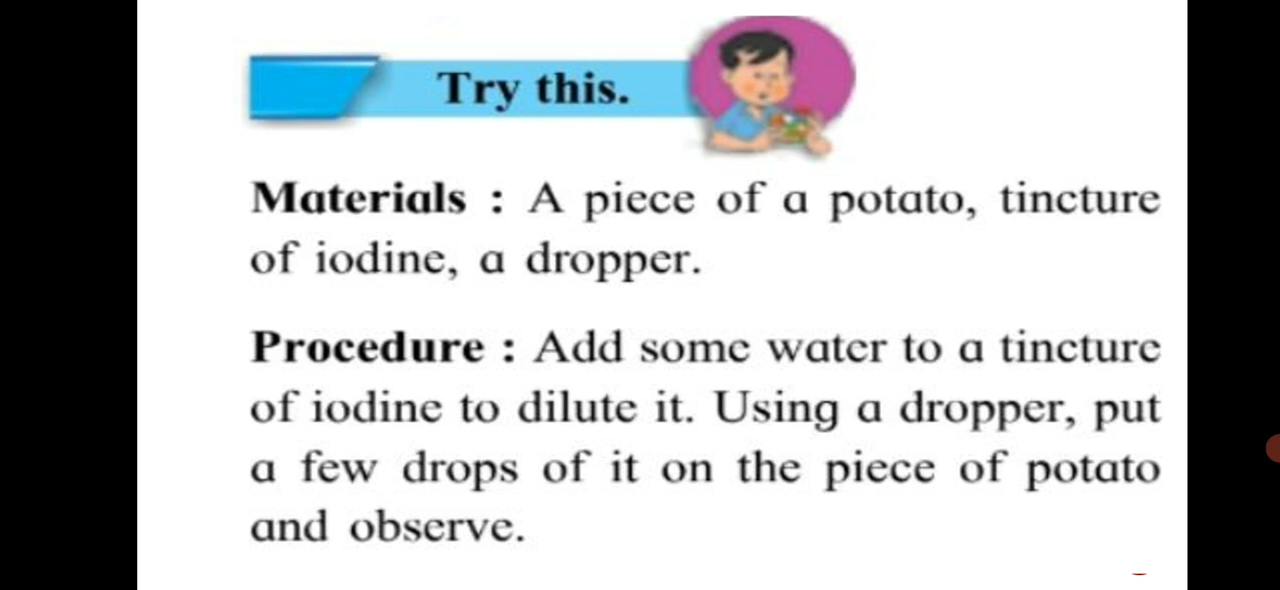 Try this.
Materials : A piece of a potato, tincture
of iodine, a dropper.
Procedure : Add some water to a tincture
of iodine to dilute it. Using a dropper, put
a few drops of it on the piece of potato
and observe.